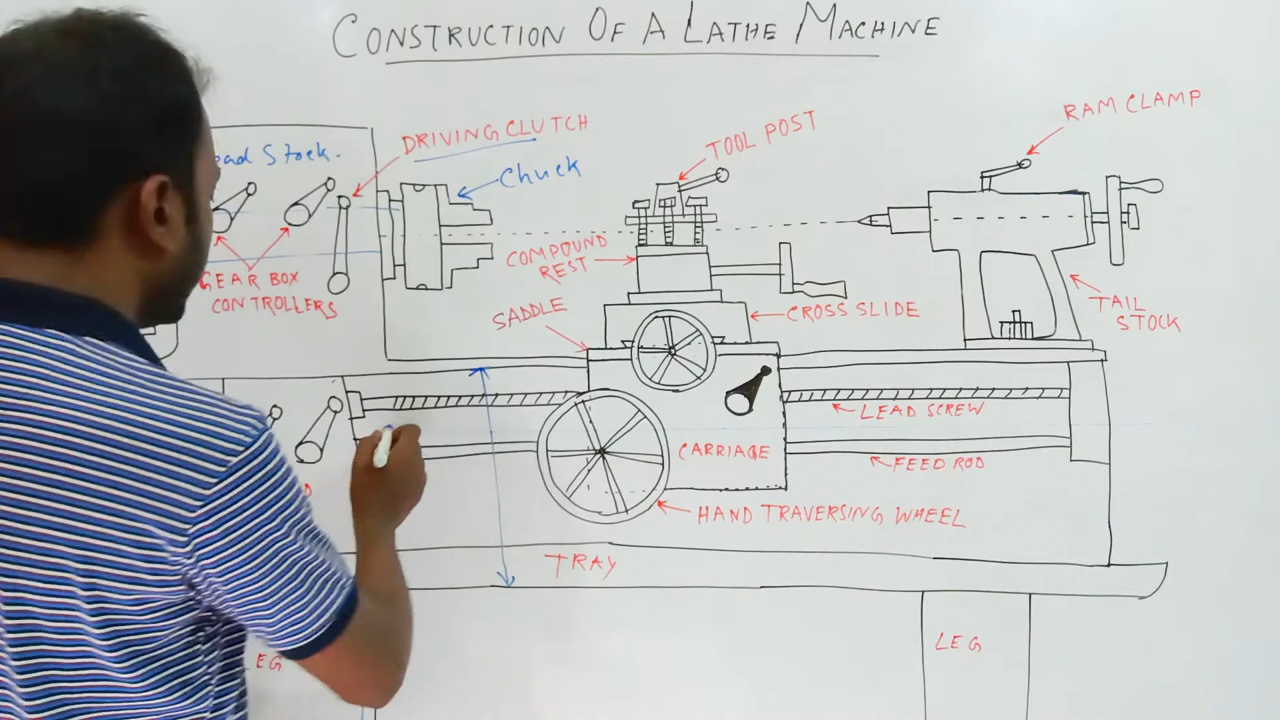 CONSTRUCTION OF A LATHE MACHINE
RAM CLAMP
DRIVING CLUTCH
TOOL POST
ead Stock.
Chuck
COMPOUND
REST
GEAR BOX
CONTROLLERS
SADDLE
CROSS SLIDE
TAIL
STOCK
LEAD SCREW
CARRIAGE
FEED ROD
HAND TRAVERSING WHEEL
TRAY
LEG
EG